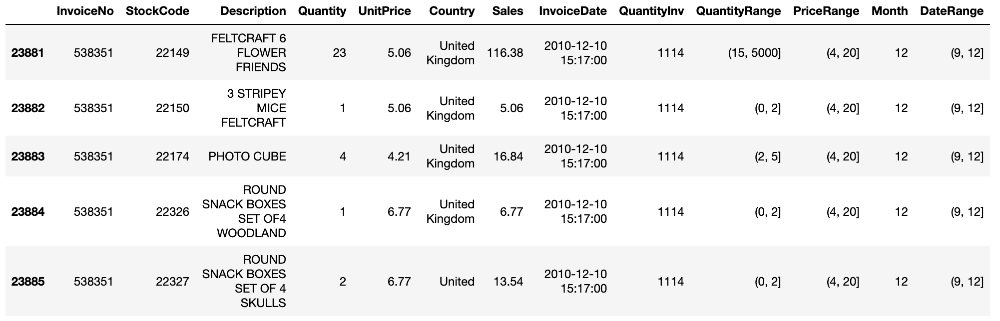 InvoiceNo StockCode Description Quantity UnitPrice Country Sales InvoiceDate QuantityInv QuantityRange PriceRange Month DateRange
23881 538351 22149 FELTCRAFT 6 FLOWER FRIENDS 23 5.06 United Kingdom 116.38 2010-12-10 15:17:00 1114 (15, 5000] (4, 20] 12 (9, 12]
23882 538351 22150 3 STRIPEY MICE FELTCRAFT 1 5.06 United Kingdom 5.06 2010-12-10 15:17:00 1114 (0, 2] (4, 20] 12 (9, 12]
23883 538351 22174 PHOTO CUBE 4 4.21 United Kingdom 16.84 2010-12-10 15:17:00 1114 (2, 5] (4, 20] 12 (9, 12]
23884 538351 22326 ROUND SNACK BOXES SET OF4 WOODLAND 1 6.77 United Kingdom 6.77 2010-12-10 15:17:00 1114 (0, 2] (4, 20] 12 (9, 12]
23885 538351 22327 ROUND SNACK BOXES SET OF 4 SKULLS 2 6.77 United 13.54 2010-12-10 15:17:00 1114 (0, 2] (4, 20] 12 (9, 12]